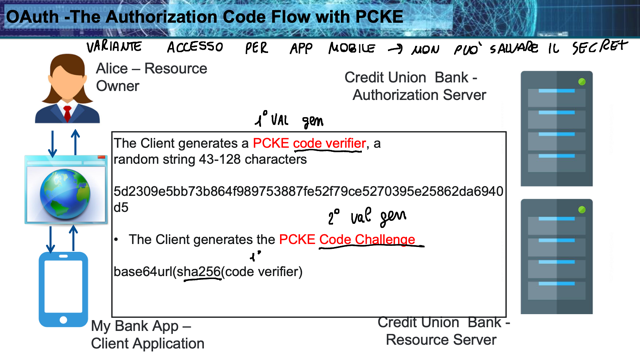 OAuth -The Authorization Code Flow with PCKE
VARIANTE ACCESSO PER APP MOBILE → NON PUO' SALVARE IL SECRET
Alice – Resource
Owner
Credit Union Bank -
Authorization Server
1° VAL gen
The Client generates a PCKE code verifier, a
random string 43-128 characters
5d2309e5bb73b864f989753887fe52f79ce5270395e25862da6940
d5
2° val gen
• The Client generates the PCKE Code Challenge
1°
base64url(sha256(code verifier)
My Bank App –
Client Application
Credit Union Bank -
Resource Server